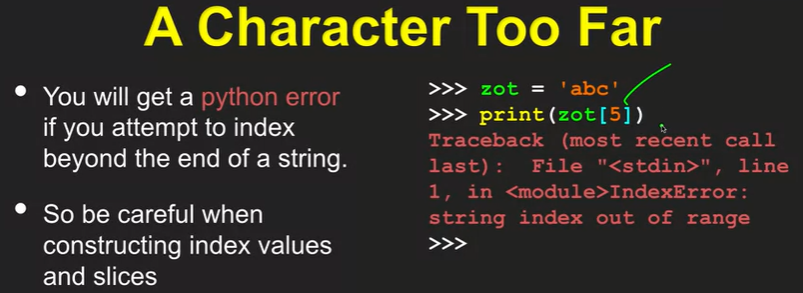 A Character Too Far
• You will get a python error
if you attempt to index
beyond the end of a string.
• So be careful when
constructing index values
and slices
>>> zot = 'abc'
>>> print(zot[5])
Traceback (most recent call
last): File "<stdin>", line
1, in <module>IndexError:
string index out of range
>>>